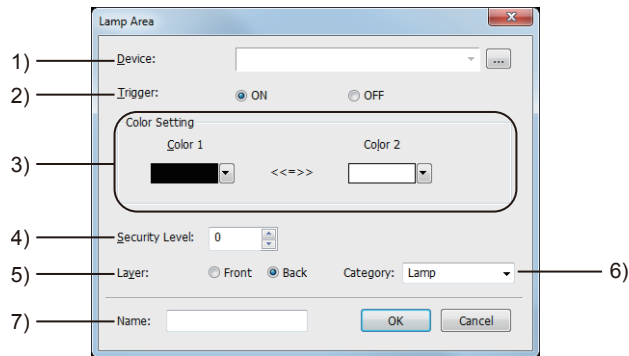 Lamp Area
1) Device: ...
2) Trigger: ON OFF
Color Setting
Color 1 Color 2
3) <<=>>
4) Security Level: 0
5) Layer: Front Back Category: Lamp 6)
7) Name: OK Cancel